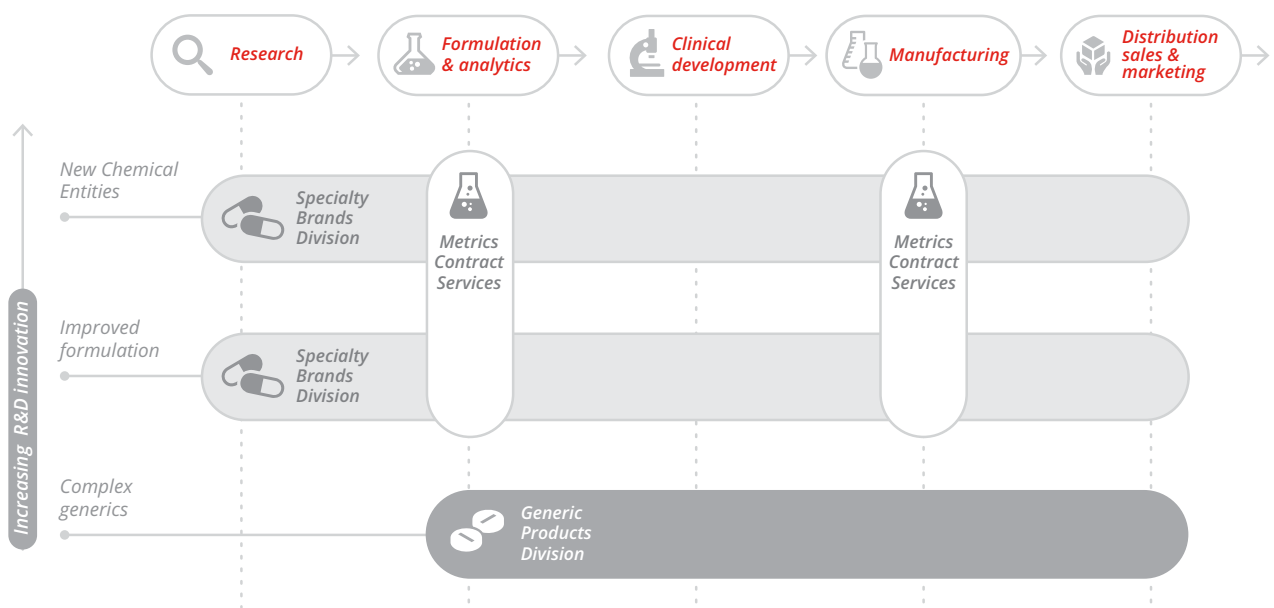 Research
Formulation
& analytics
Clinical
development
Manufacturing
Distribution
sales &
marketing
New Chemical
Entities
Specialty
Brands
Division
Metrics
Contract
Services
Metrics
Contract
Services
Improved
formulation
Specialty
Brands
Division
Complex
generics
Generic
Products
Division
Increasing R&D innovation